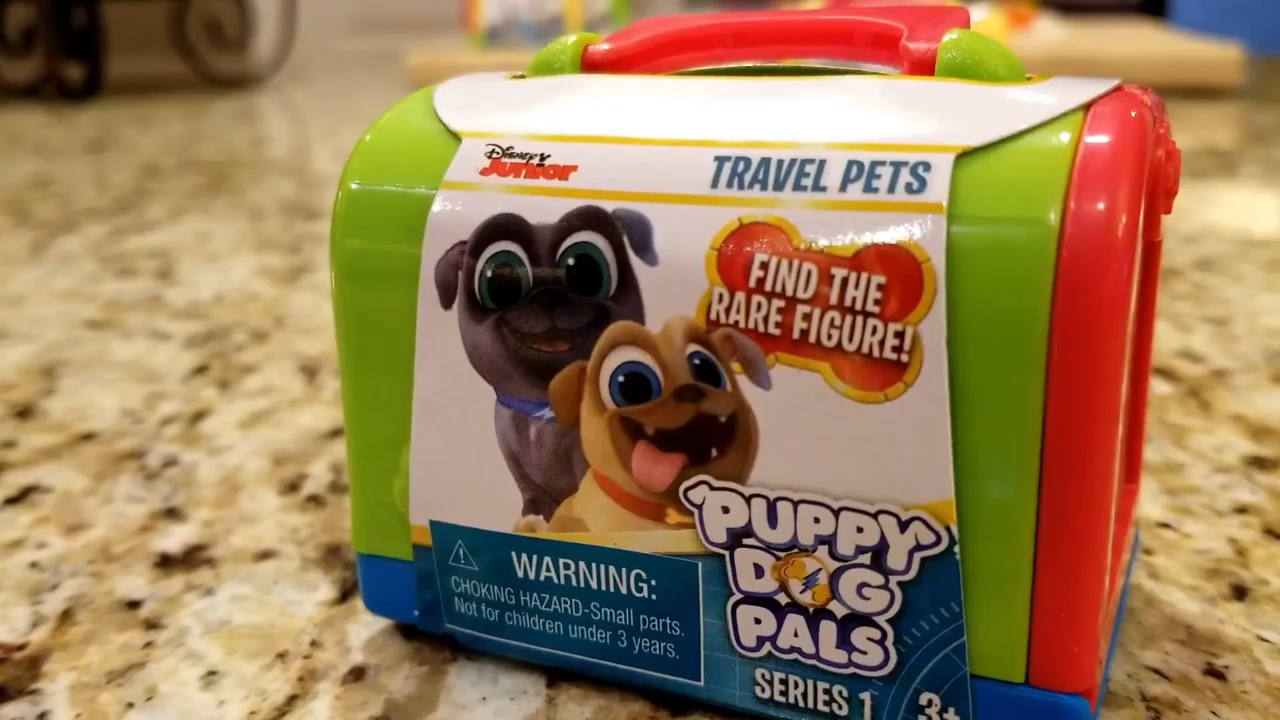 Disney
Junior
TRAVEL PETS
FIND THE
RARE FIGURE!
PUPPY
DOG
PALS
WARNING:
CHOKING HAZARD-Small parts.
Not for children under 3 years.
SERIES 1
3+